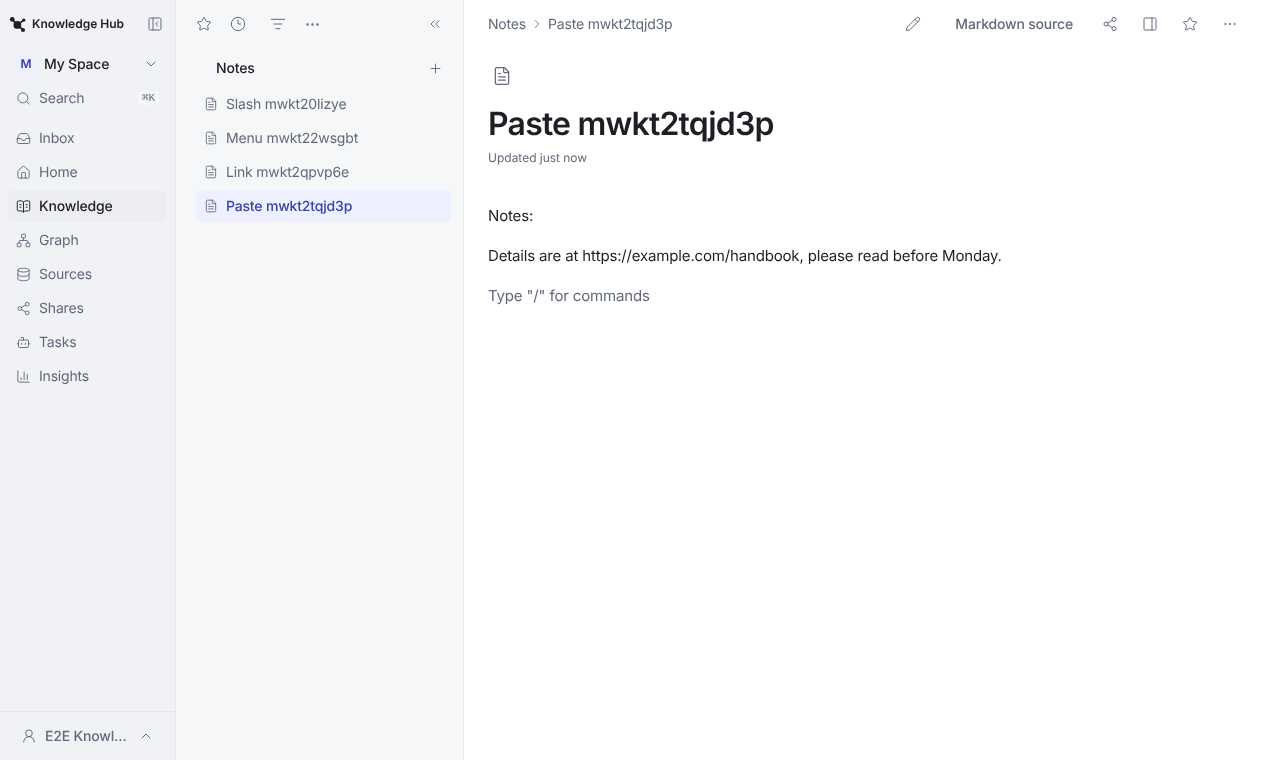 Knowledge Hub
My Space
Search ⌘K
Inbox
Home
Knowledge
Graph
Sources
Shares
Tasks
Insights
E2E Knowl...
Notes
Slash mwkt20lizye
Menu mwkt22wsgbt
Link mwkt2qpvp6e
Paste mwkt2tqjd3p
Notes > Paste mwkt2tqjd3p
Markdown source
Paste mwkt2tqjd3p
Updated just now
Notes:
Details are at https://example.com/handbook, please read before Monday.
Type "/" for commands